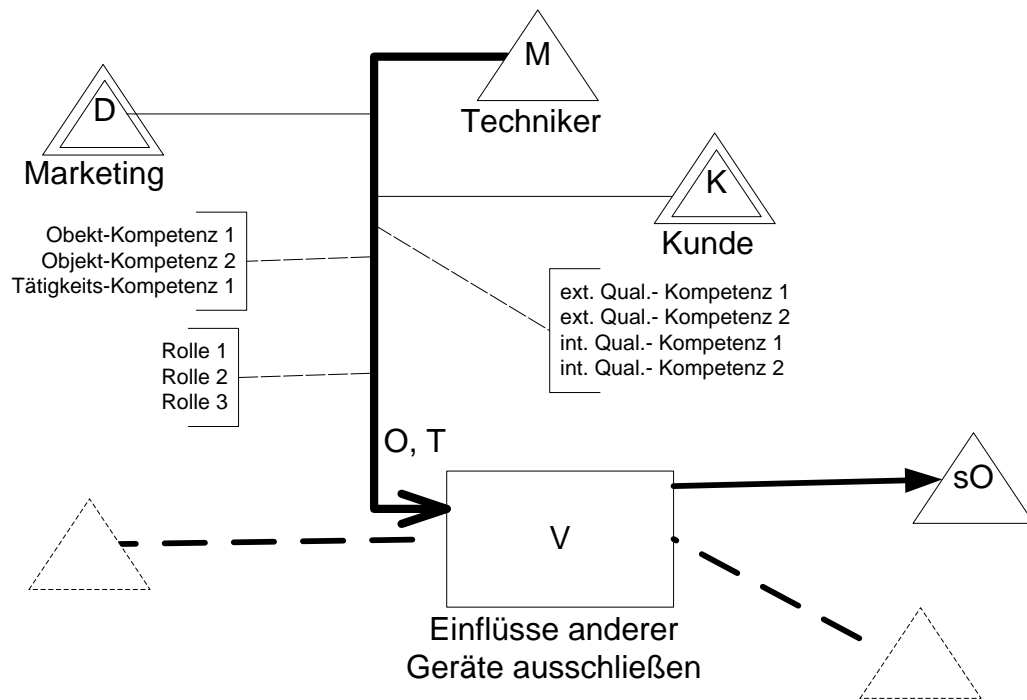 M
Techniker
D
Marketing
K
Kunde
Obekt-Kompetenz 1
Objekt-Kompetenz 2
Tätigkeits-Kompetenz 1
ext. Qual.- Kompetenz 1
ext. Qual.- Kompetenz 2
int. Qual.- Kompetenz 1
int. Qual.- Kompetenz 2
Rolle 1
Rolle 2
Rolle 3
O, T
sO
V
Einflüsse anderer
Geräte ausschließen